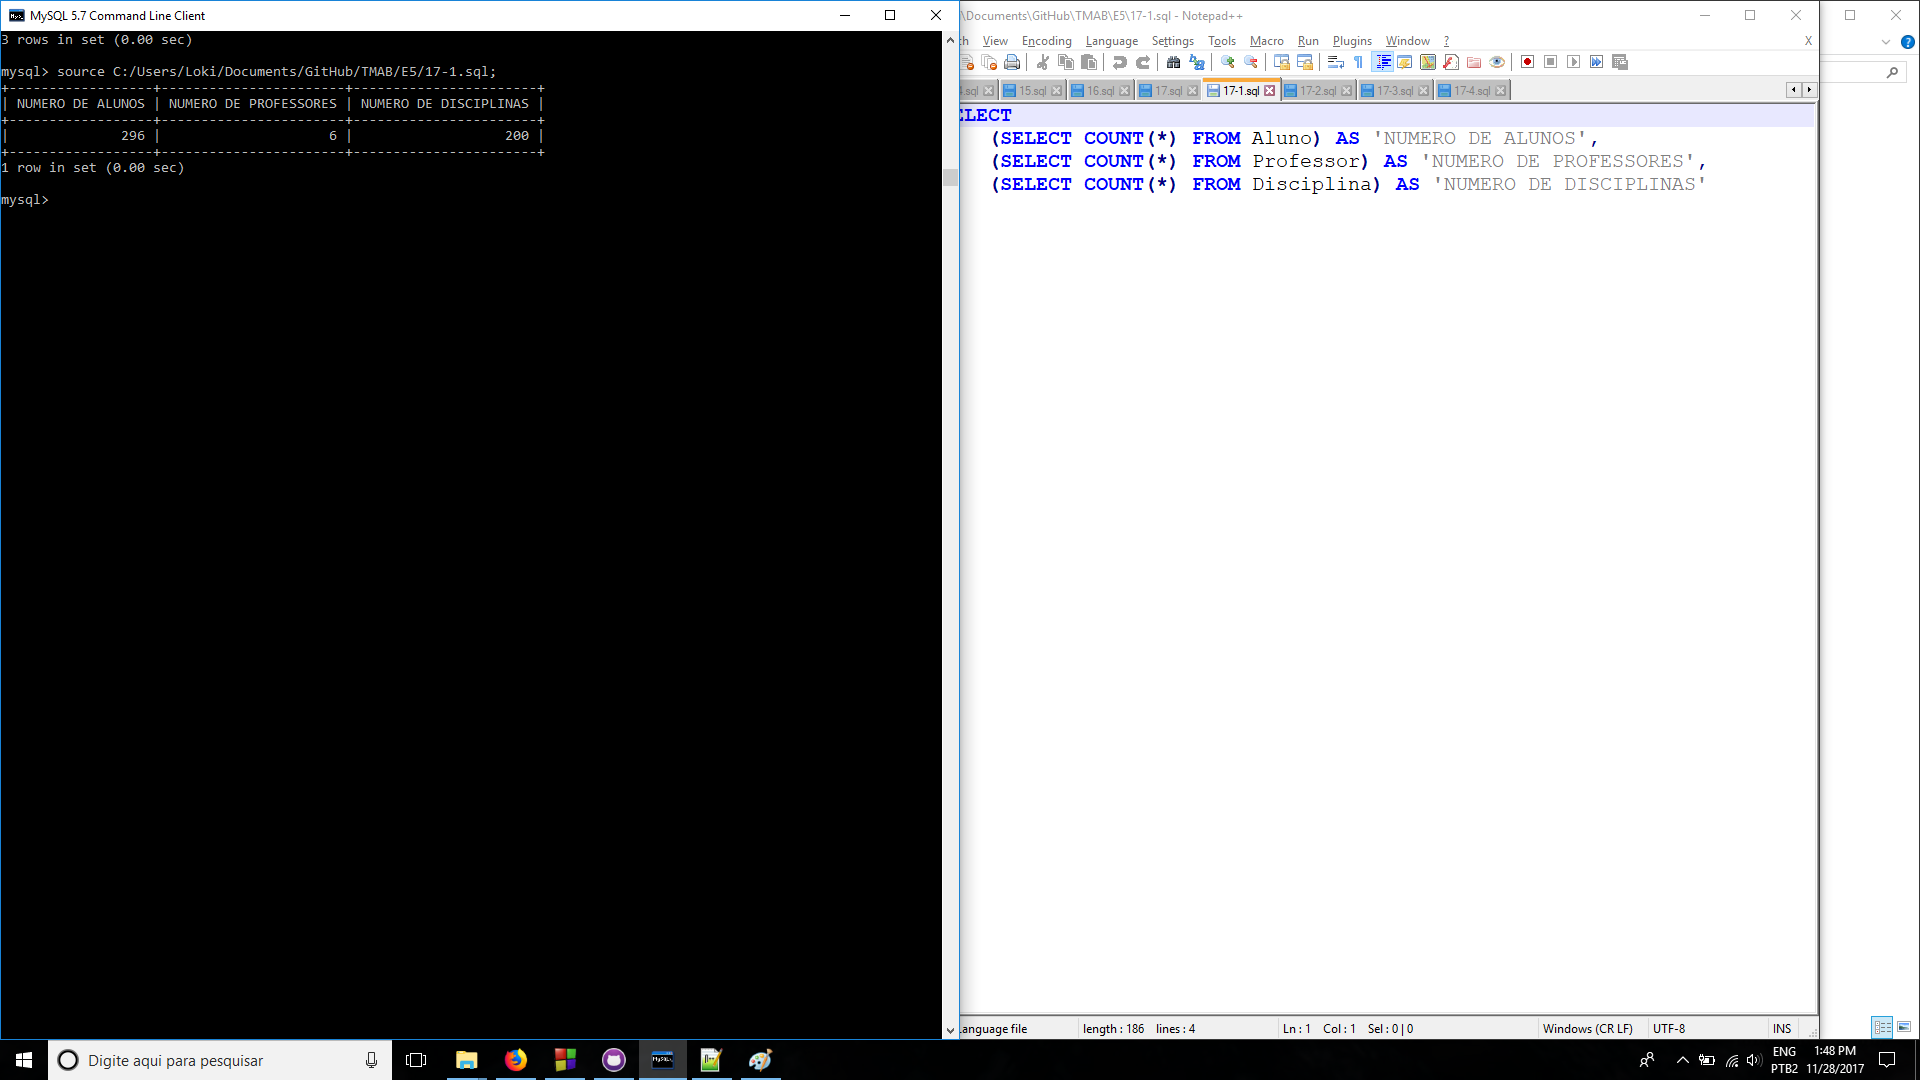 MySQL 5.7 Command Line Client
3 rows in set (0.00 sec)
mysql> source C:/Users/Loki/Documents/GitHub/TMAB/E5/17-1.sql;
| NUMERO DE ALUNOS | NUMERO DE PROFESSORES | NUMERO DE DISCIPLINAS |
| 296 | 6 | 200 |
1 row in set (0.00 sec)
mysql>
\Documents\GitHub\TMAB\E5\17-1.sql - Notepad++
ch View Encoding Language Settings Tools Macro Run Plugins Window ? X
.sql 15.sql 16.sql 17.sql 17-1.sql 17-2.sql 17-3.sql 17-4.sql
ELECT
(SELECT COUNT(*) FROM Aluno) AS 'NUMERO DE ALUNOS',
(SELECT COUNT(*) FROM Professor) AS 'NUMERO DE PROFESSORES',
(SELECT COUNT(*) FROM Disciplina) AS 'NUMERO DE DISCIPLINAS'
anguage file length : 186 lines : 4 Ln : 1 Col : 1 Sel : 0 | 0 Windows (CR LF) UTF-8 INS
Digite aqui para pesquisar
ENG 1:48 PM
PTB2 11/28/2017